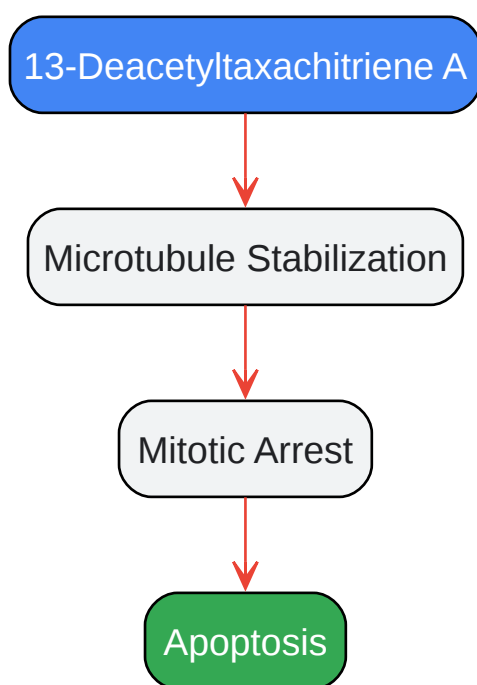 13-Deacetyltaxachitriene A
Microtubule Stabilization
Mitotic Arrest
Apoptosis